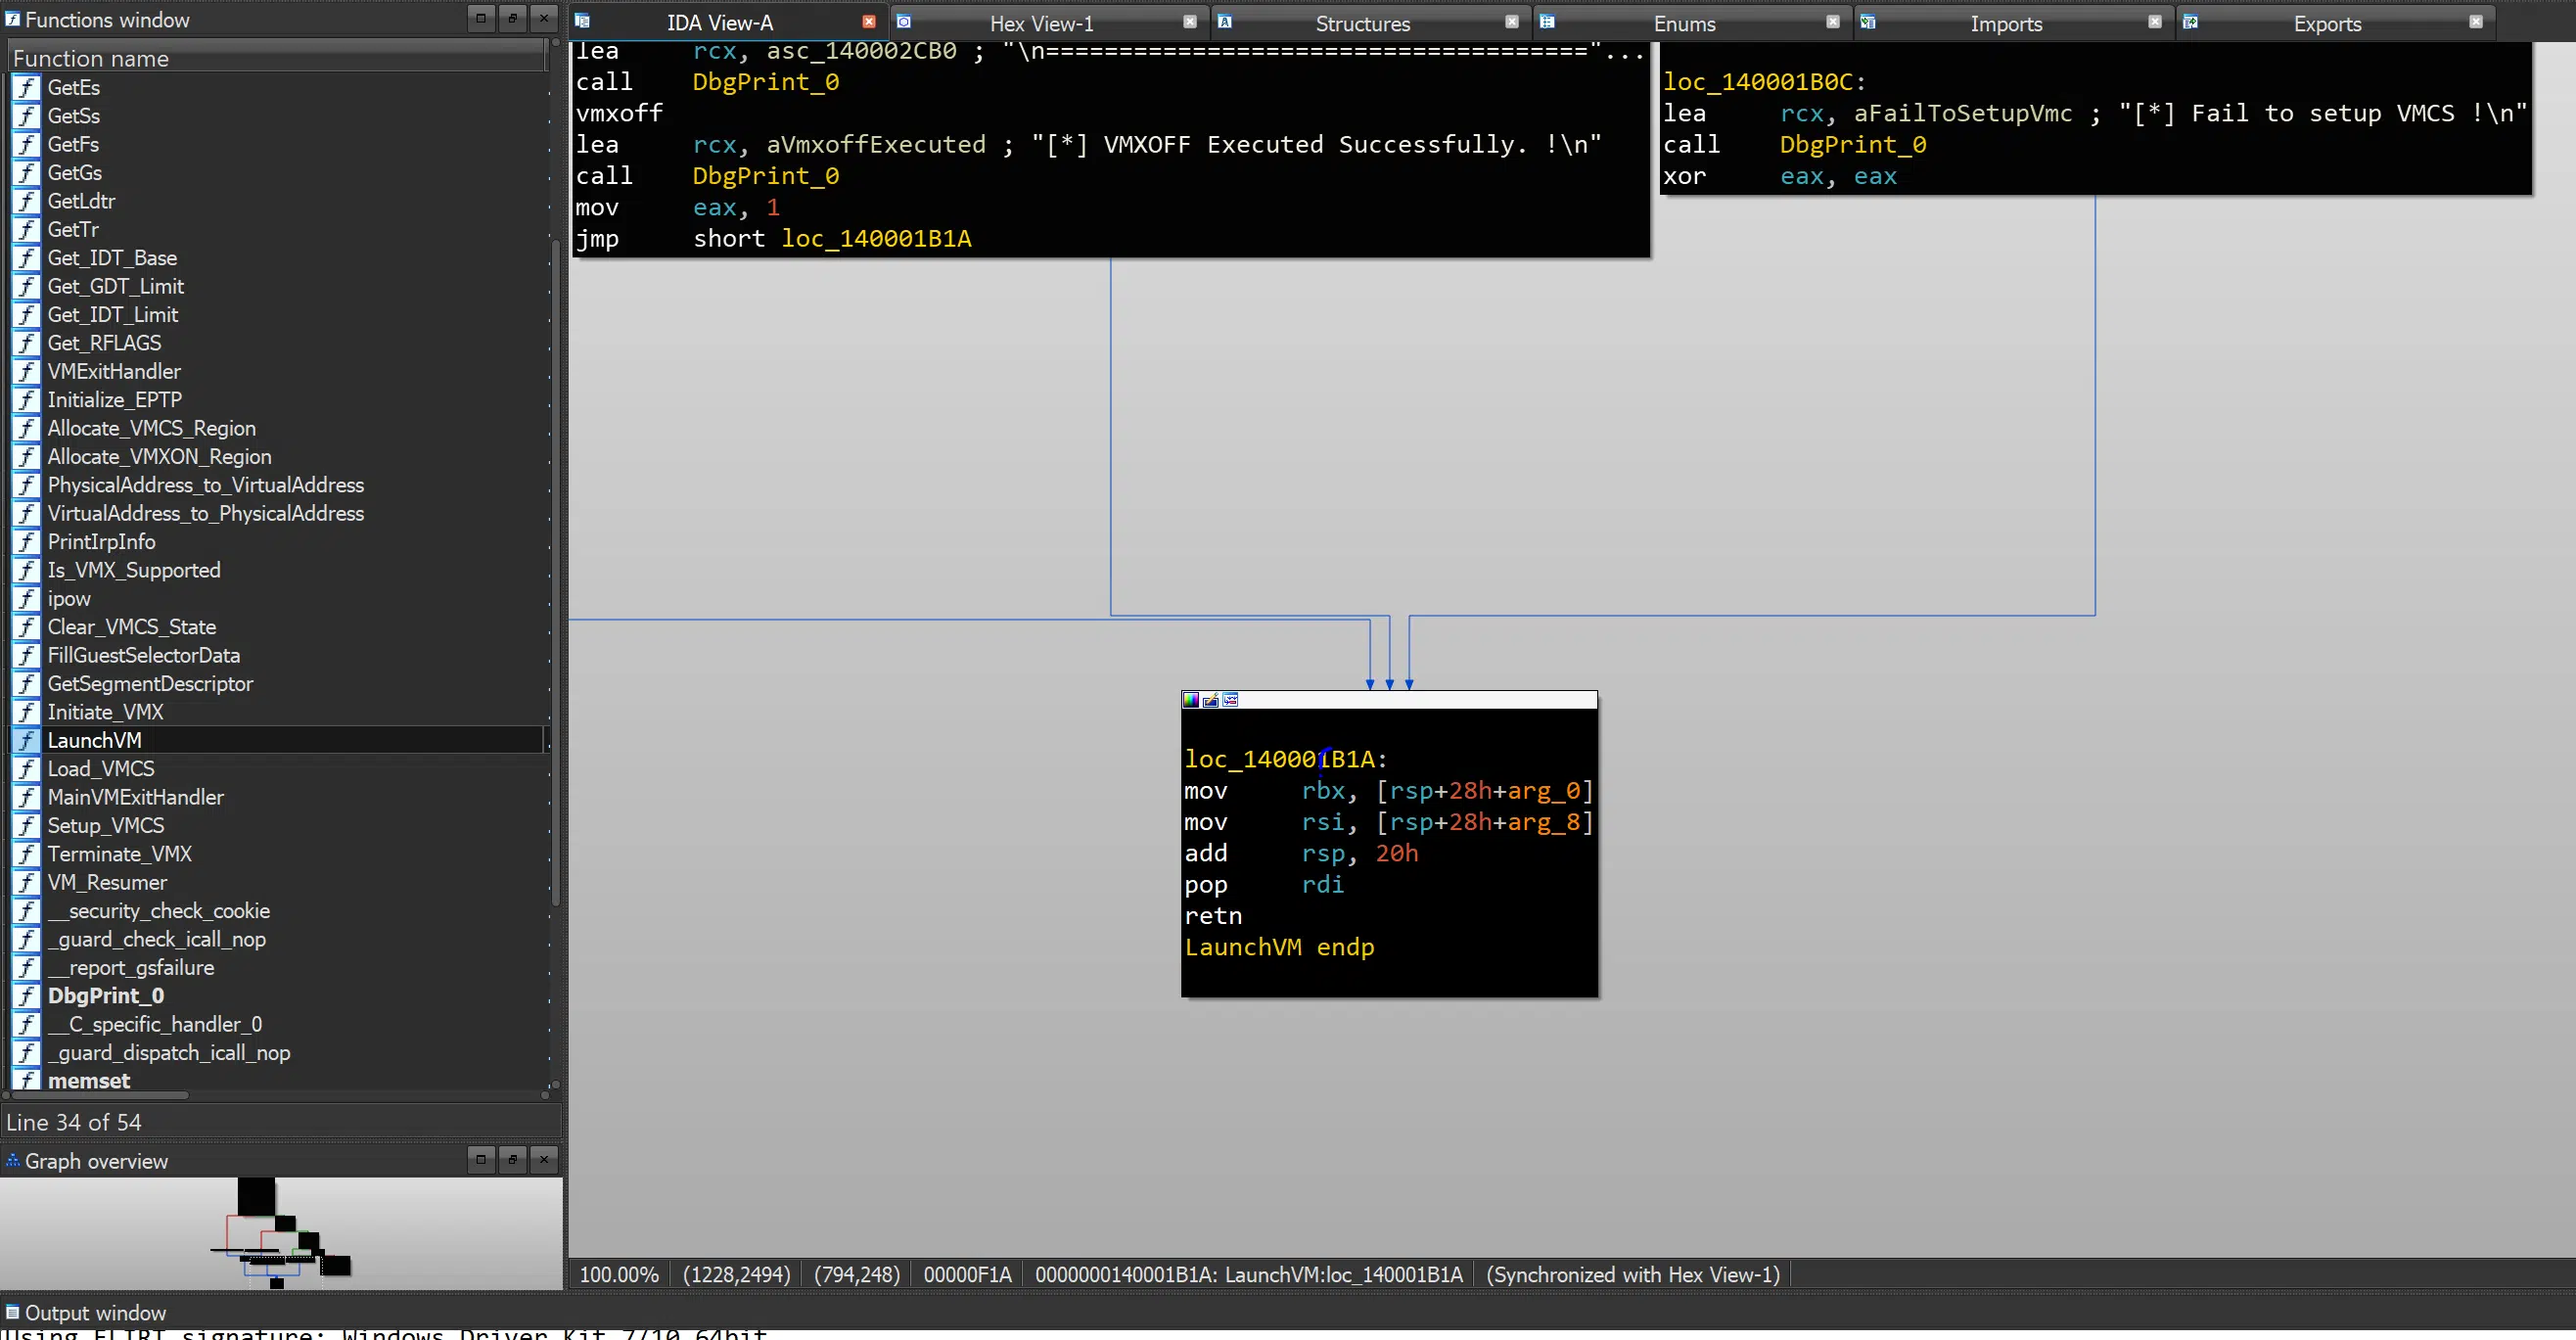 Functions window
Function name
GetEs
GetSs
GetFs
GetGs
GetLdtr
GetTr
Get_IDT_Base
Get_GDT_Limit
Get_IDT_Limit
Get_RFLAGS
VMExitHandler
Initialize_EPTP
Allocate_VMCS_Region
Allocate_VMXON_Region
PhysicalAddress_to_VirtualAddress
VirtualAddress_to_PhysicalAddress
PrintIrpInfo
Is_VMX_Supported
ipow
Clear_VMCS_State
FillGuestSelectorData
GetSegmentDescriptor
Initiate_VMX
LaunchVM
Load_VMCS
MainVMExitHandler
Setup_VMCS
Terminate_VMX
VM_Resumer
__security_check_cookie
_guard_check_icall_nop
__report_gsfailure
DbgPrint_0
__C_specific_handler_0
_guard_dispatch_icall_nop
memset
Line 34 of 54
Graph overview
IDA View-A
Hex View-1
Structures
Enums
Imports
Exports
lea rcx, asc_140002CB0 ; "\n====================================="...
call DbgPrint_0
vmxoff
lea rcx, aVmxoffExecuted ; "[*] VMXOFF Executed Successfully. !\n"
call DbgPrint_0
mov eax, 1
jmp short loc_140001B1A
loc_140001B0C:
lea rcx, aFailToSetupVmc ; "[*] Fail to setup VMCS !\n"
call DbgPrint_0
xor eax, eax
loc_140001B1A:
mov rbx, [rsp+28h+arg_0]
mov rsi, [rsp+28h+arg_8]
add rsp, 20h
pop rdi
retn
LaunchVM endp
100.00% (1228,2494) (794,248) 00000F1A 0000000140001B1A: LaunchVM:loc_140001B1A (Synchronized with Hex View-1)
Output window
Using FLIRT signature: Windows Driver Kit 7/10 64bit